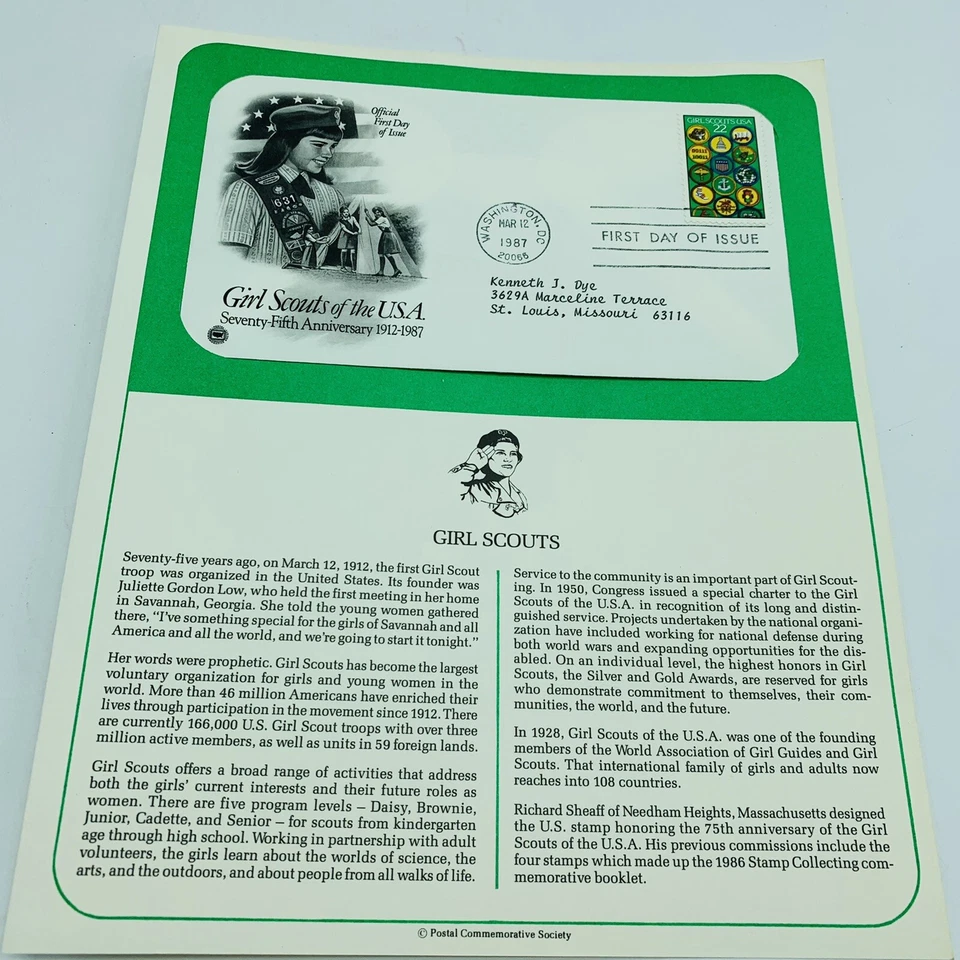 Official
First Day
of Issue
631
GIRL SCOUTS USA
22
WASHINGTON, DC
MAR 12
1987
20066
FIRST DAY OF ISSUE
Kenneth J. Dye
3629A Marceline Terrace
St. Louis, Missouri 63116
Girl Scouts of the U.S.A.
Seventy-Fifth Anniversary 1912-1987
GIRL SCOUTS
Seventy-five years ago, on March 12, 1912, the first Girl Scout
troop was organized in the United States. Its founder was
Juliette Gordon Low, who held the first meeting in her home
in Savannah, Georgia. She told the young women gathered
there, "I've something special for the girls of Savannah and all
America and all the world, and we're going to start it tonight."
Her words were prophetic. Girl Scouts has become the largest
voluntary organization for girls and young women in the
world. More than 46 million Americans have enriched their
lives through participation in the movement since 1912. There
are currently 166,000 U.S. Girl Scout troops with over three
million active members, as well as units in 59 foreign lands.
Girl Scouts offers a broad range of activities that address
both the girls' current interests and their future roles as
women. There are five program levels – Daisy, Brownie,
Junior, Cadette, and Senior – for scouts from kindergarten
age through high school. Working in partnership with adult
volunteers, the girls learn about the worlds of science, the
arts, and the outdoors, and about people from all walks of life.
Service to the community is an important part of Girl Scout-
ing. In 1950, Congress issued a special charter to the Girl
Scouts of the U.S.A. in recognition of its long and distin-
guished service. Projects undertaken by the national organi-
zation have included working for national defense during
both world wars and expanding opportunities for the dis-
abled. On an individual level, the highest honors in Girl
Scouts, the Silver and Gold Awards, are reserved for girls
who demonstrate commitment to themselves, their com-
munities, the world, and the future.
In 1928, Girl Scouts of the U.S.A. was one of the founding
members of the World Association of Girl Guides and Girl
Scouts. That international family of girls and adults now
reaches into 108 countries.
Richard Sheaff of Needham Heights, Massachusetts designed
the U.S. stamp honoring the 75th anniversary of the Girl
Scouts of the U.S.A. His previous commissions include the
four stamps which made up the 1986 Stamp Collecting com-
memorative booklet.
© Postal Commemorative Society